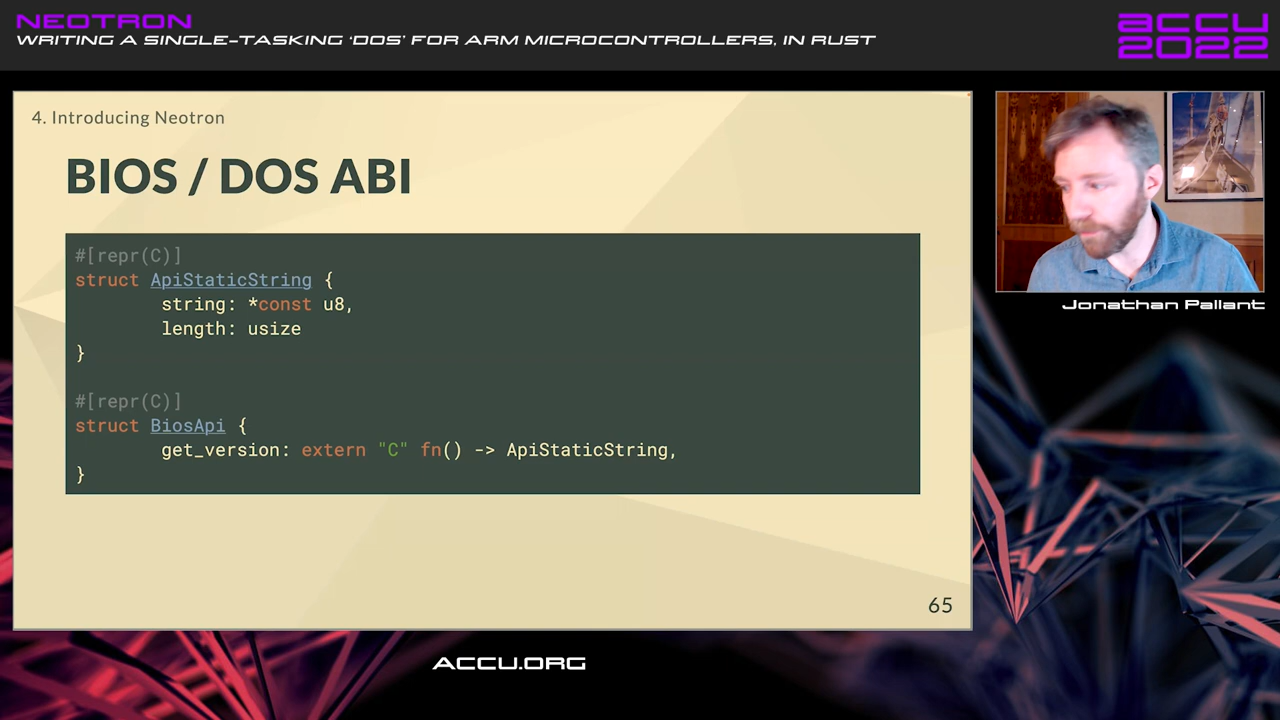 NEOTRON
WRITING A SINGLE-TASKING 'DOS' FOR ARM MICROCONTROLLERS, IN RUST
ACCU
2022
4. Introducing Neotron
BIOS / DOS ABI
#[repr(C)]
struct ApiStaticString {
        string: *const u8,
        length: usize
}

#[repr(C)]
struct BiosApi {
        get_version: extern "C" fn() -> ApiStaticString,
}
65
Jonathan Pallant
ACCU.ORG